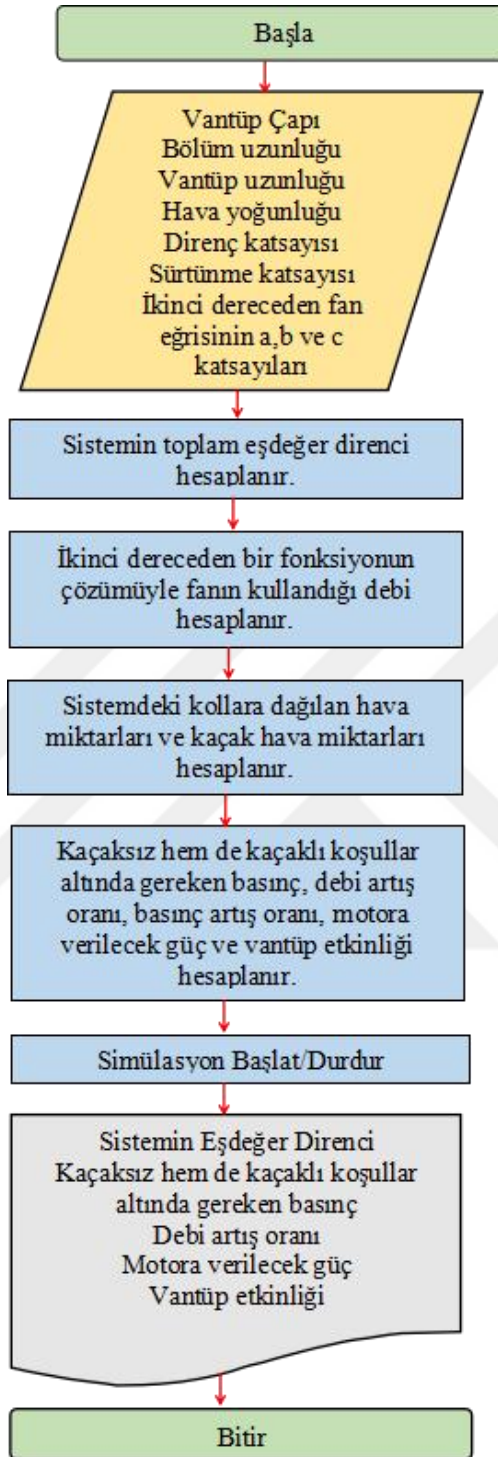 Başla
Vantüp Çapı
Bölüm uzunluğu
Vantüp uzunluğu
Hava yoğunluğu
Direnç katsayısı
Sürtünme katsayısı
İkinci dereceden fan
eğrisinin a,b ve c
katsayıları
Sistemin toplam eşdeğer direnci
hesaplanır.
İkinci dereceden bir fonksiyonun
çözümüyle fanın kullandığı debi
hesaplanır.
Sistemdeki kollara dağılan hava
miktarları ve kaçak hava miktarları
hesaplanır.
Kaçaksız hem de kaçaklı koşullar
altında gereken basınç, debi artış
oranı, basınç artış oranı, motora
verilecek güç ve vantüp etkinliği
hesaplanır.
Simülasyon Başlat/Durdur
Sistemin Eşdeğer Direnci
Kaçaksız hem de kaçaklı koşullar
altında gereken basınç
Debi artış oranı
Motora verilecek güç
Vantüp etkinliği
Bitir